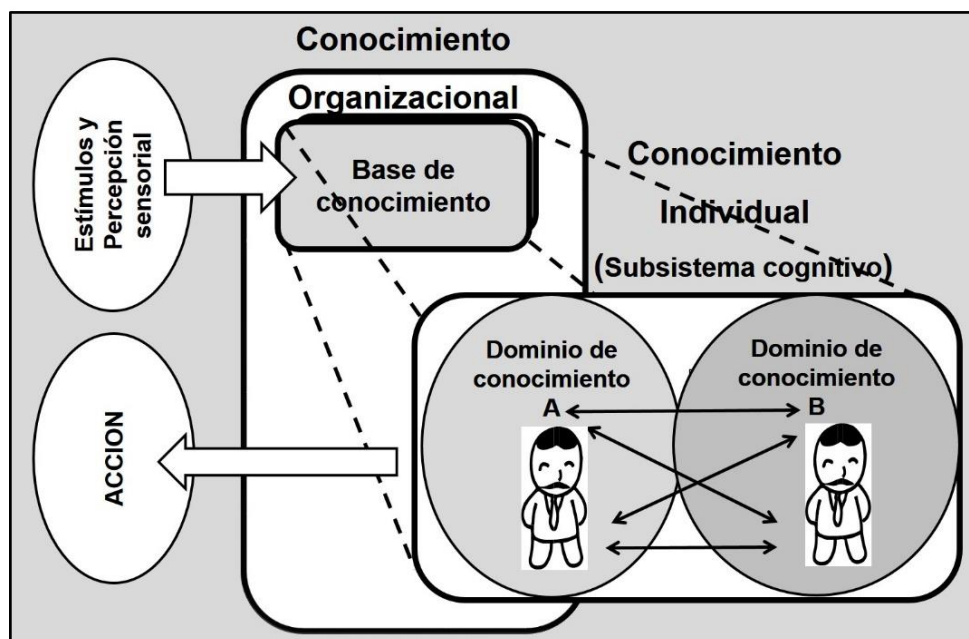 Conocimiento
Organizacional
Estímulos y
Percepción
sensorial
Base de
conocimiento
Conocimiento
Individual
(Subsistema cognitivo)
Dominio de
conocimiento
A
Dominio de
conocimiento
B
ACCION